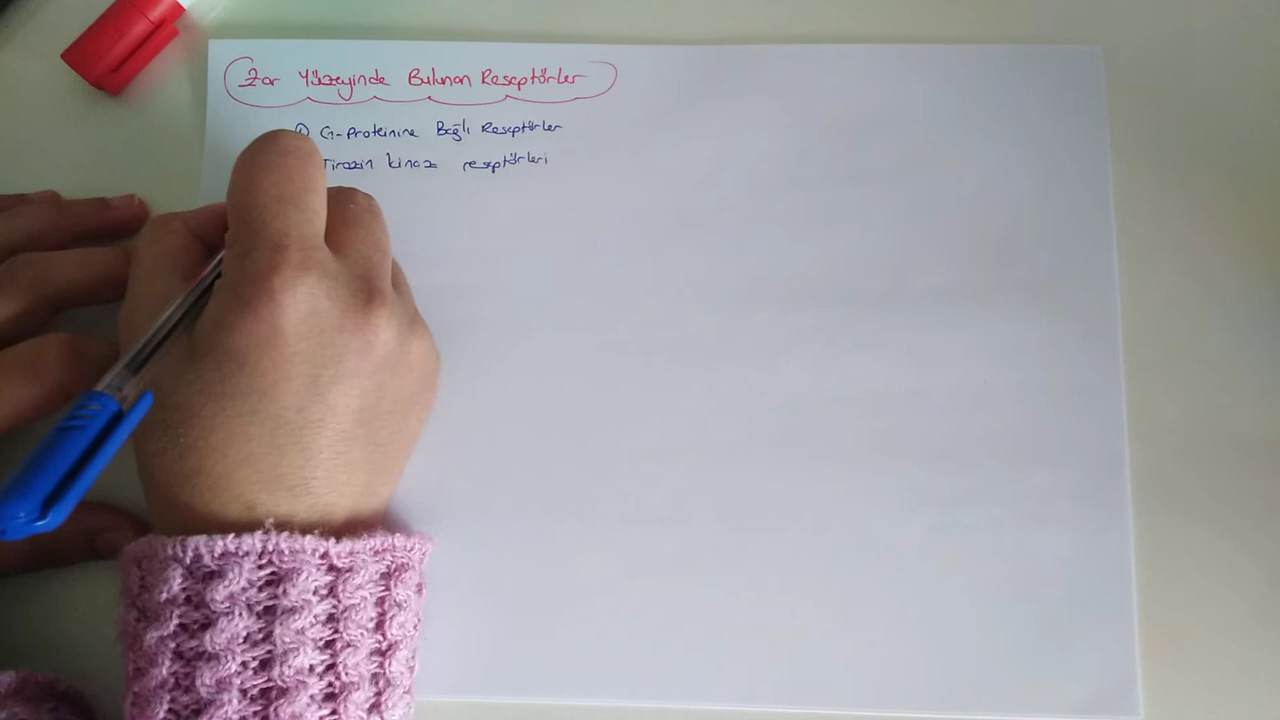 Zar Yüzeyinde Bulunan Reseptörler
① G-Proteinine Bağlı Reseptörler
Tirozin kinaz reseptörleri